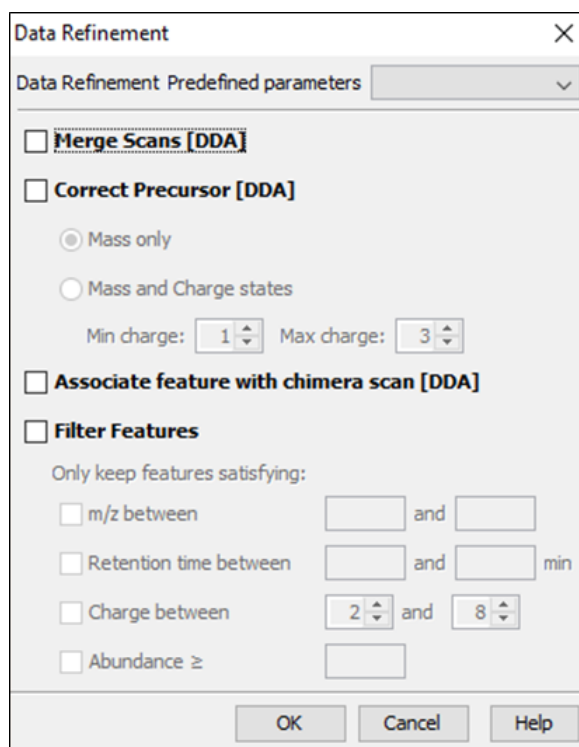 Data Refinement
Data Refinement Predefined parameters
Merge Scans [DDA]
Correct Precursor [DDA]
Mass only
Mass and Charge states
Min charge: 1 Max charge: 3
Associate feature with chimera scan [DDA]
Filter Features
Only keep features satisfying:
m/z between and
Retention time between and min
Charge between 2 and 8
Abundance ≥
OK Cancel Help